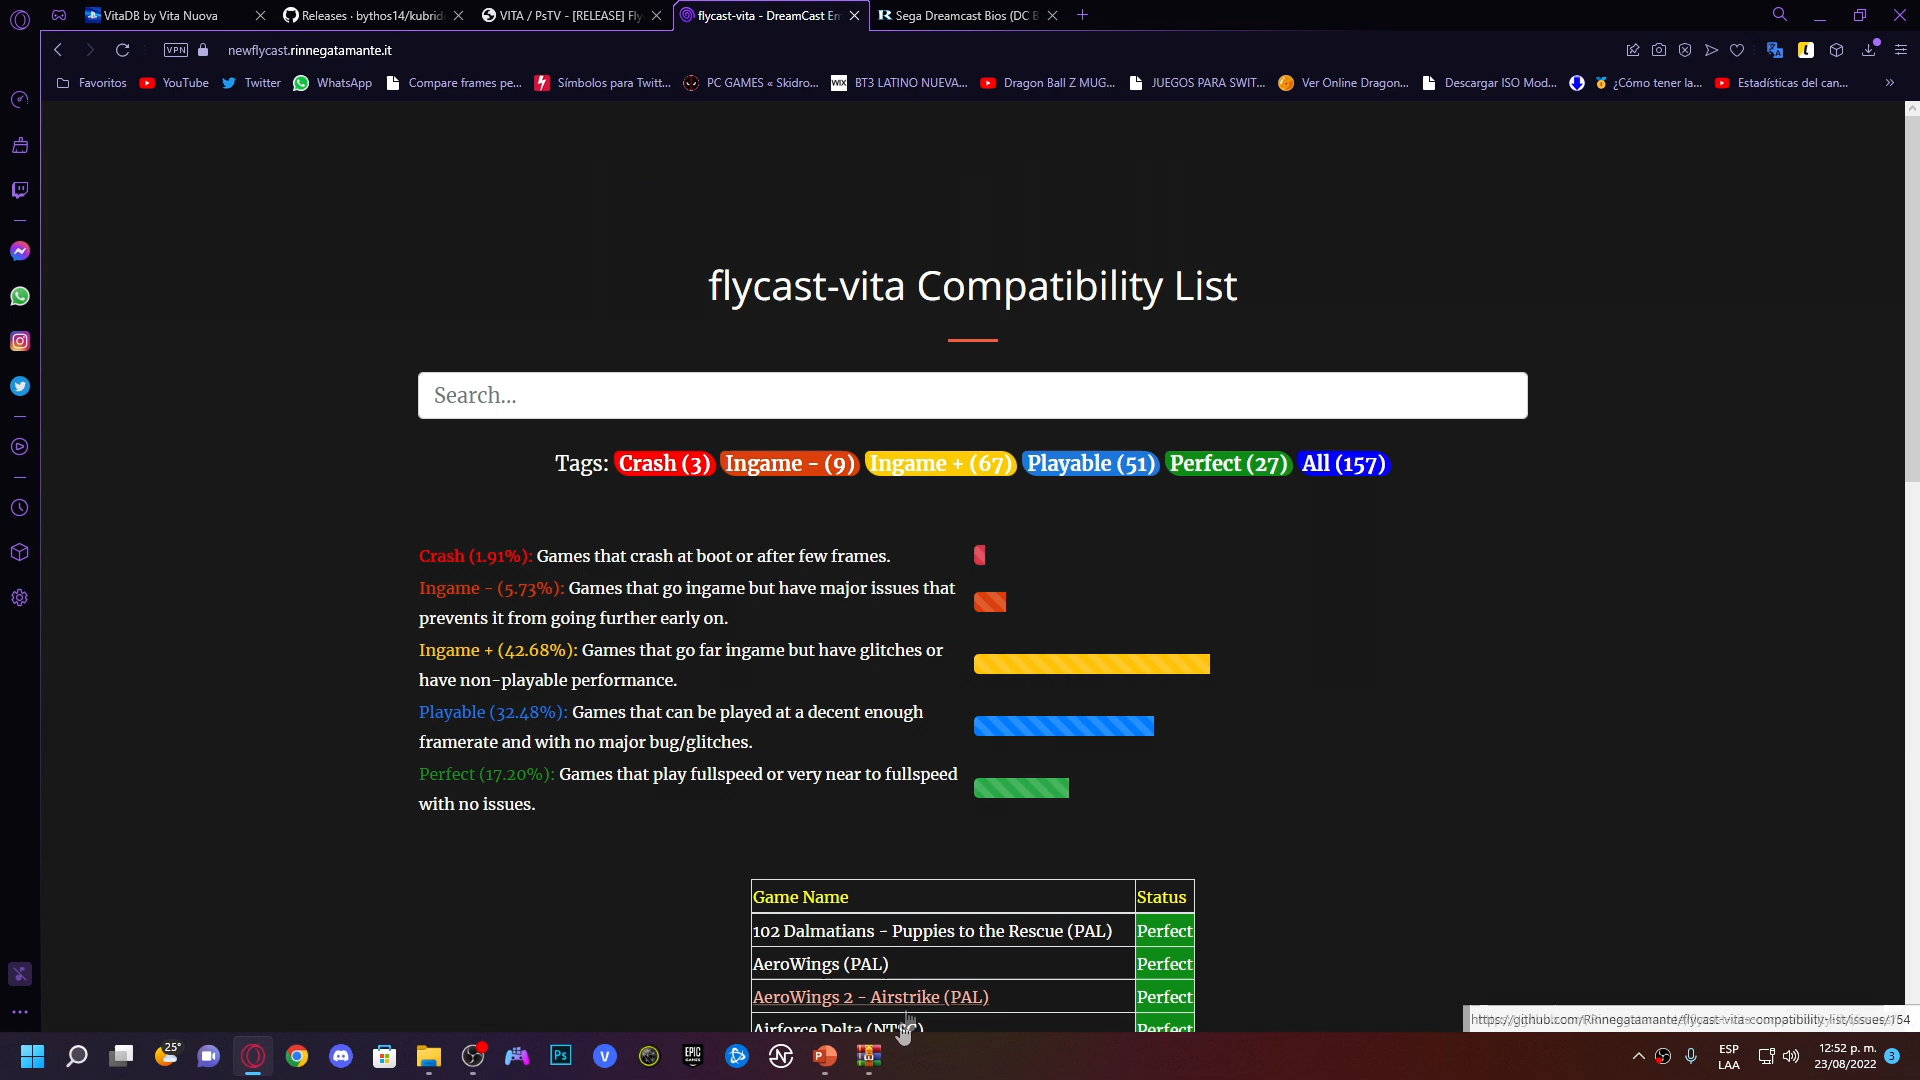 VitaDB by Vita Nuova
Releases · bythos14/kubrid
VITA / PsTV - [RELEASE] Fly
flycast-vita - DreamCast Em
Sega Dreamcast Bios (DC B
VPN
newflycast.rinnegatamante.it
Favoritos
YouTube
Twitter
WhatsApp
Compare frames pe...
Símbolos para Twitt...
PC GAMES « Skidro...
WIX
BT3 LATINO NUEVA...
Dragon Ball Z MUG...
JUEGOS PARA SWIT...
Ver Online Dragon...
Descargar ISO Mod...
¿Cómo tener la...
Estadísticas del can...
»
flycast-vita Compatibility List
Search...
Tags: Crash (3) Ingame - (9) Ingame + (67) Playable (51) Perfect (27) All (157)
Crash (1.91%): Games that crash at boot or after few frames.
Ingame - (5.73%): Games that go ingame but have major issues that
prevents it from going further early on.
Ingame + (42.68%): Games that go far ingame but have glitches or
have non-playable performance.
Playable (32.48%): Games that can be played at a decent enough
framerate and with no major bug/glitches.
Perfect (17.20%): Games that play fullspeed or very near to fullspeed
with no issues.
Game Name Status
102 Dalmatians - Puppies to the Rescue (PAL) Perfect
AeroWings (PAL) Perfect
AeroWings 2 - Airstrike (PAL) Perfect
Airforce Delta (NTSC) Perfect
https://github.com/Rinnegatamante/flycast-vita-compatibility-list/issues/154
25°
Ps
V
EPIC GAMES
P
ESP
LAA
12:52 p. m.
23/08/2022
3